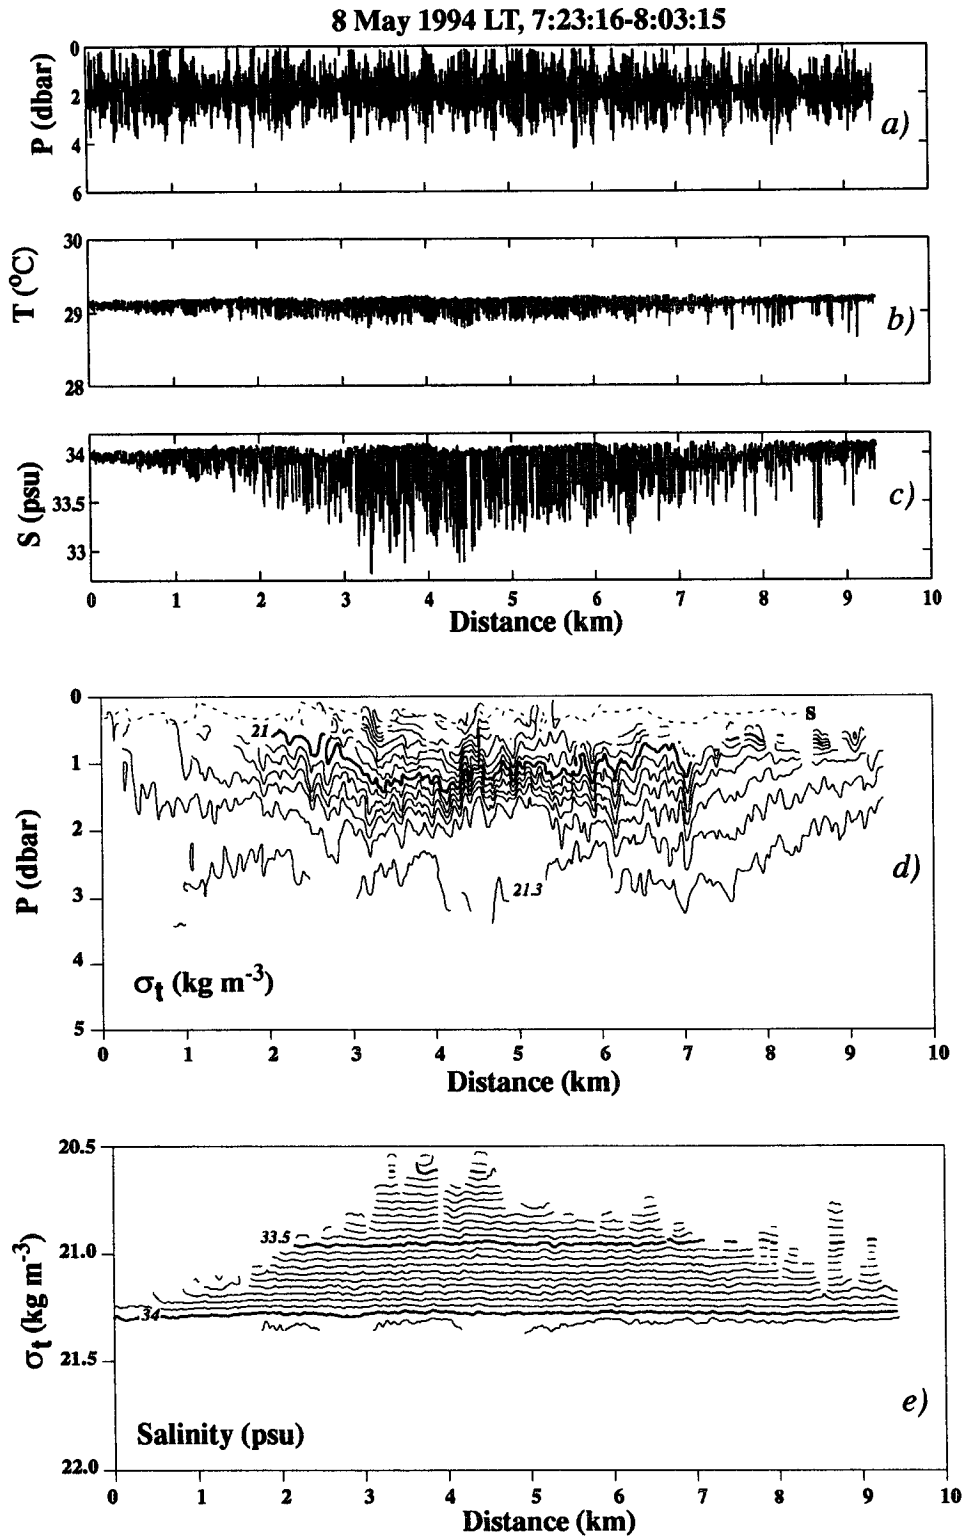 8 May 1994 LT, 7:23:16-8:03:15
P (dbar)
0
2
4
6
a)
T (°C)
30
29
28
b)
S (psu)
34
33.5
33
c)
0 1 2 3 4 5 6 7 8 9 10
Distance (km)
P (dbar)
0
1
2
3
4
5
21
s
21.3
d)
σt (kg m-3)
0 1 2 3 4 5 6 7 8 9 10
Distance (km)
σt (kg m-3)
20.5
21.0
21.5
22.0
33.5
34
e)
Salinity (psu)
0 1 2 3 4 5 6 7 8 9 10
Distance (km)